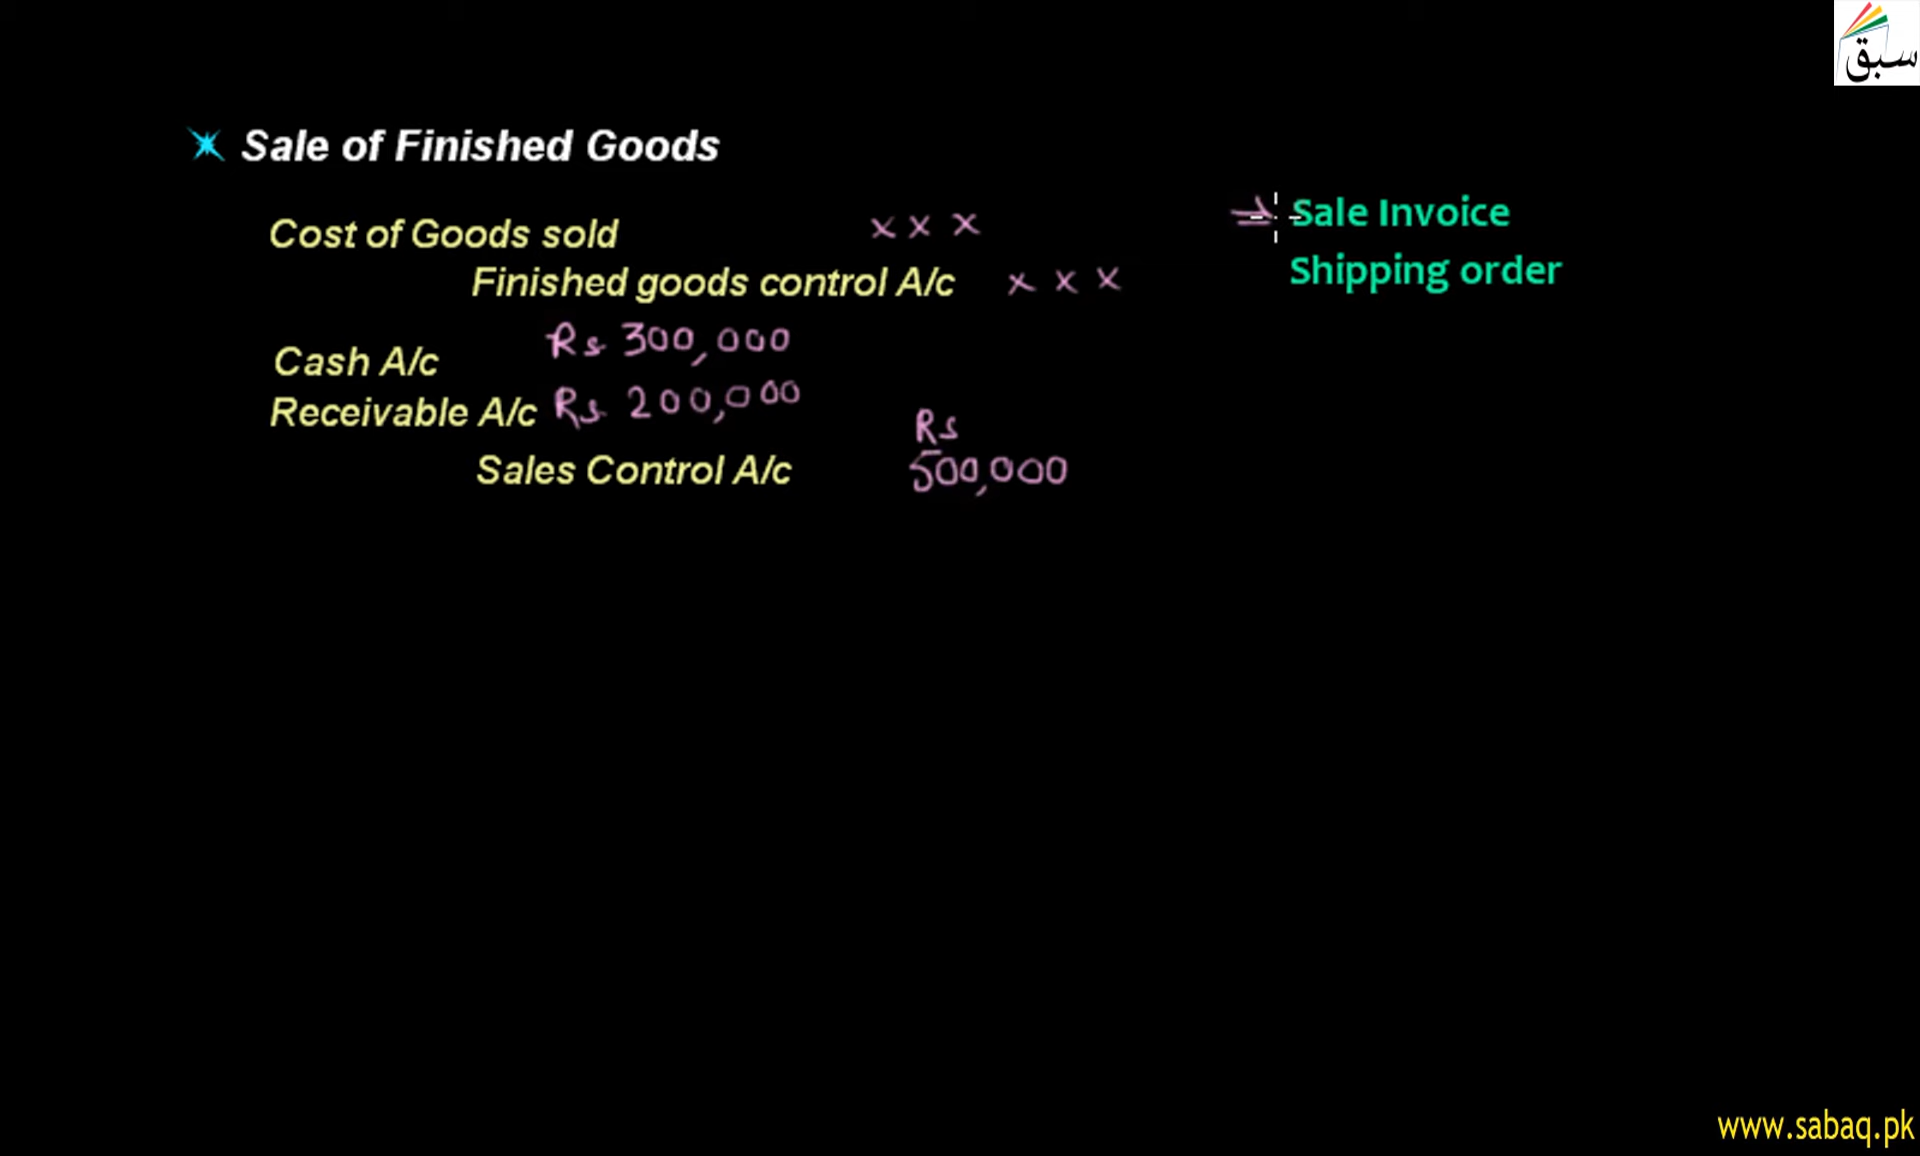 سبق
Sale of Finished Goods
Cost of Goods sold x x x
Finished goods control A/c x x x
Cash A/c Rs 300,000
Receivable A/c Rs 200,000
Sales Control A/c Rs 500,000
Sale Invoice
Shipping order
www.sabaq.pk